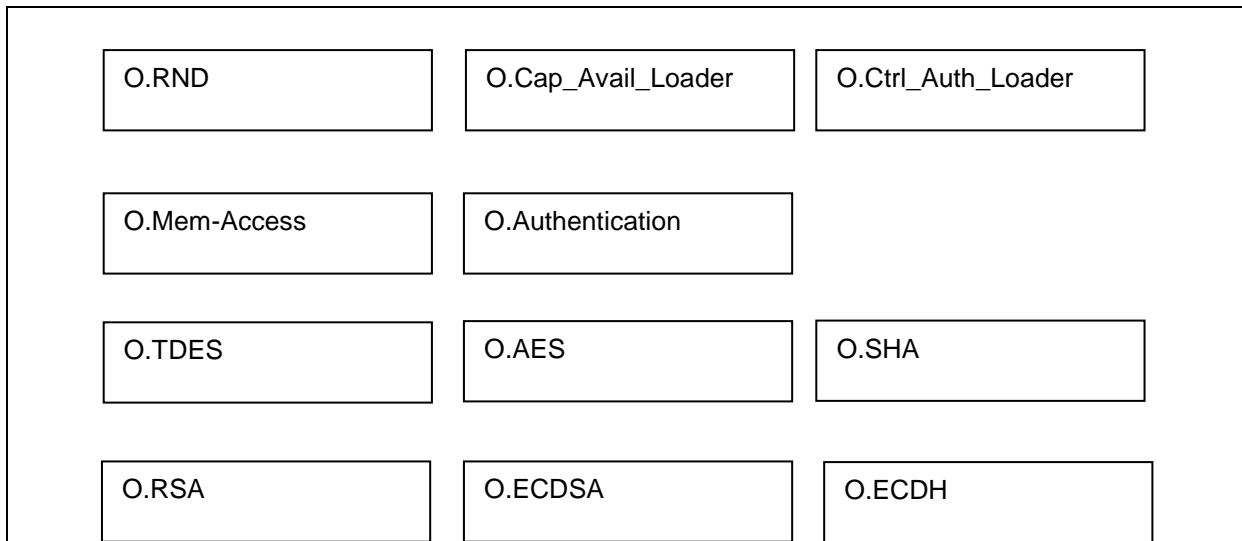 O.RND
O.Cap_Avail_Loader
O.Ctrl_Auth_Loader
O.Mem-Access
O.Authentication
O.TDES
O.AES
O.SHA
O.RSA
O.ECDSA
O.ECDH